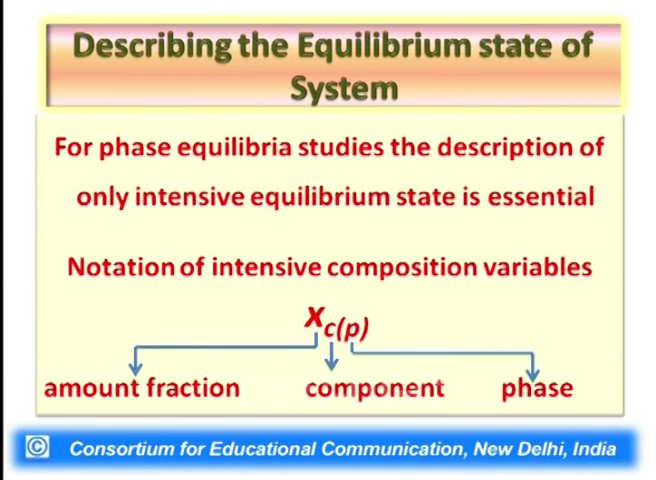 Describing the Equilibrium state of
System
For phase equilibria studies the description of
only intensive equilibrium state is essential
Notation of intensive composition variables
x_c(p)
amount fraction component phase
© Consortium for Educational Communication, New Delhi, India